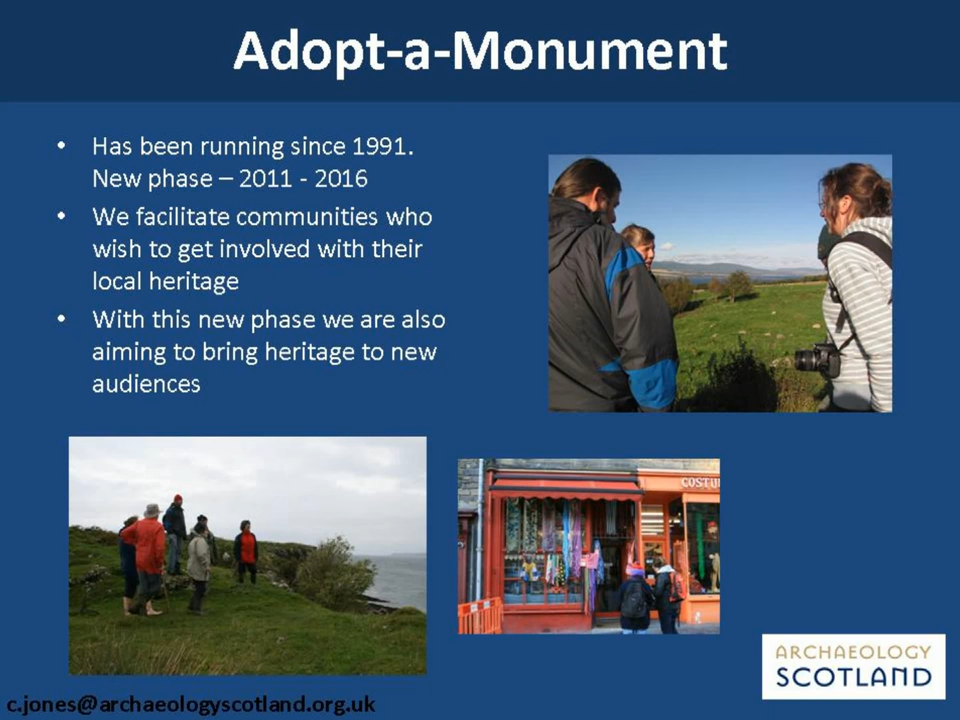 Adopt-a-Monument
• Has been running since 1991.
New phase – 2011 - 2016
• We facilitate communities who
wish to get involved with their
local heritage
• With this new phase we are also
aiming to bring heritage to new
audiences
COSTU
ARCHAEOLOGY
SCOTLAND
c.jones@archaeologyscotland.org.uk